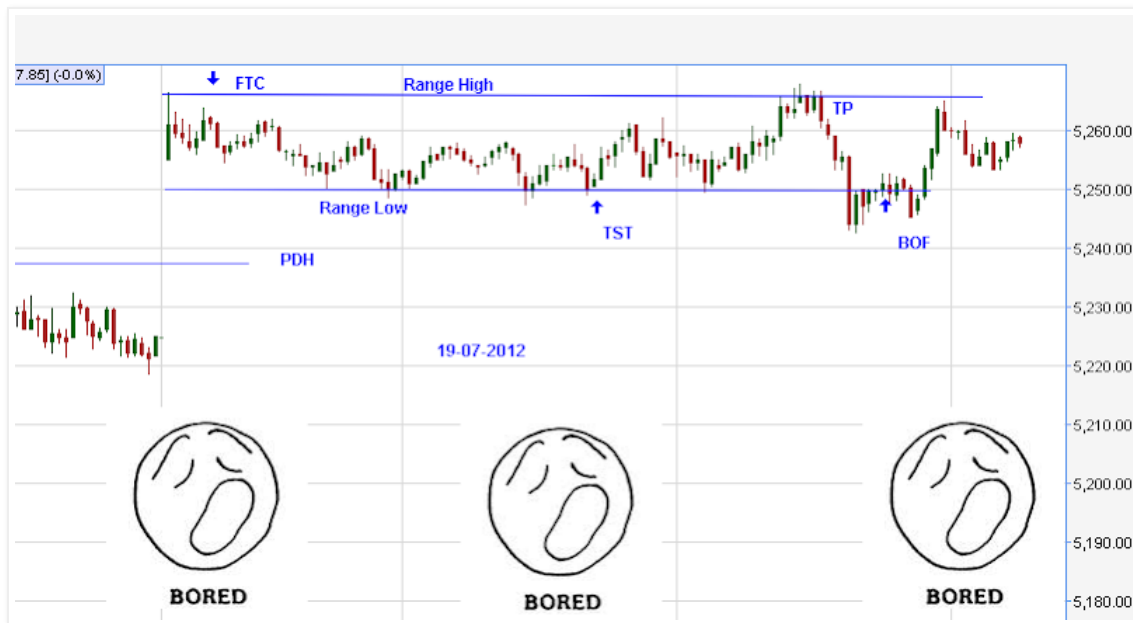 7.85] (-0.0%)
FTC
Range High
TP
5,260.00
5,250.00
Range Low
TST
BOF
5,240.00
PDH
5,230.00
19-07-2012
5,220.00
5,210.00
5,200.00
5,190.00
BORED
BORED
BORED
5,180.00